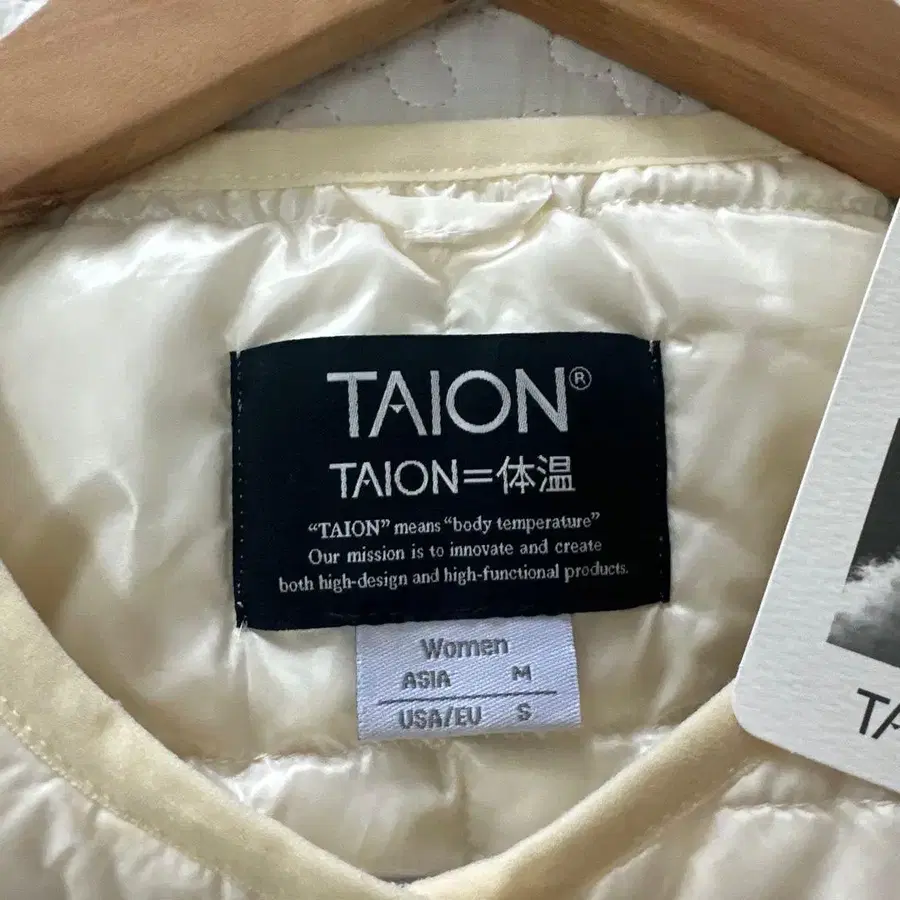 TAION®
TAION=体温
“TAION” means “body temperature”
Our mission is to innovate and create
both high-design and high-functional products.
Women
ASIA M
USA/EU S
TA